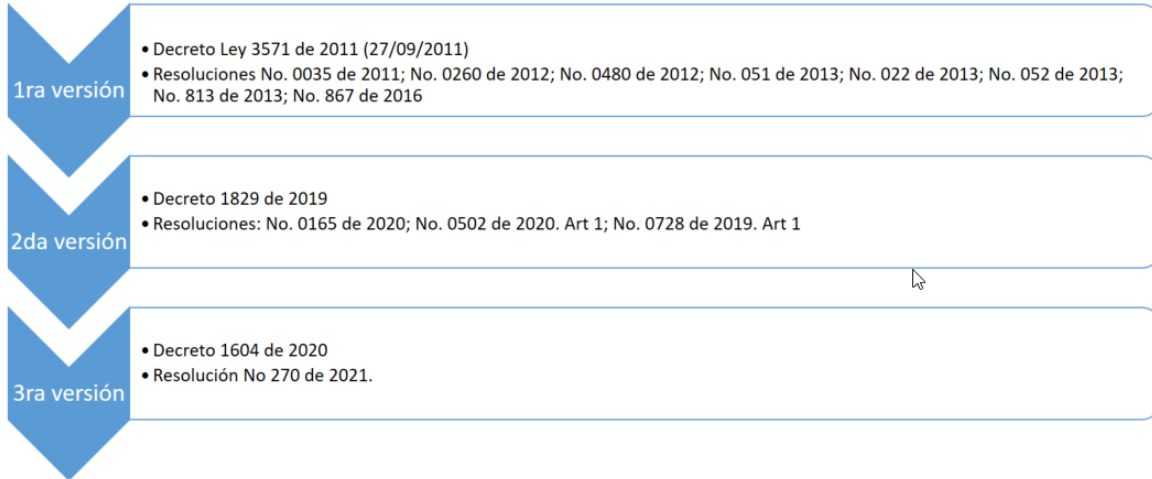 1ra versión
• Decreto Ley 3571 de 2011 (27/09/2011)
• Resoluciones No. 0035 de 2011; No. 0260 de 2012; No. 0480 de 2012; No. 051 de 2013; No. 022 de 2013; No. 052 de 2013;
No. 813 de 2013; No. 867 de 2016
2da versión
• Decreto 1829 de 2019
• Resoluciones: No. 0165 de 2020; No. 0502 de 2020. Art 1; No. 0728 de 2019. Art 1
3ra versión
• Decreto 1604 de 2020
• Resolución No 270 de 2021.